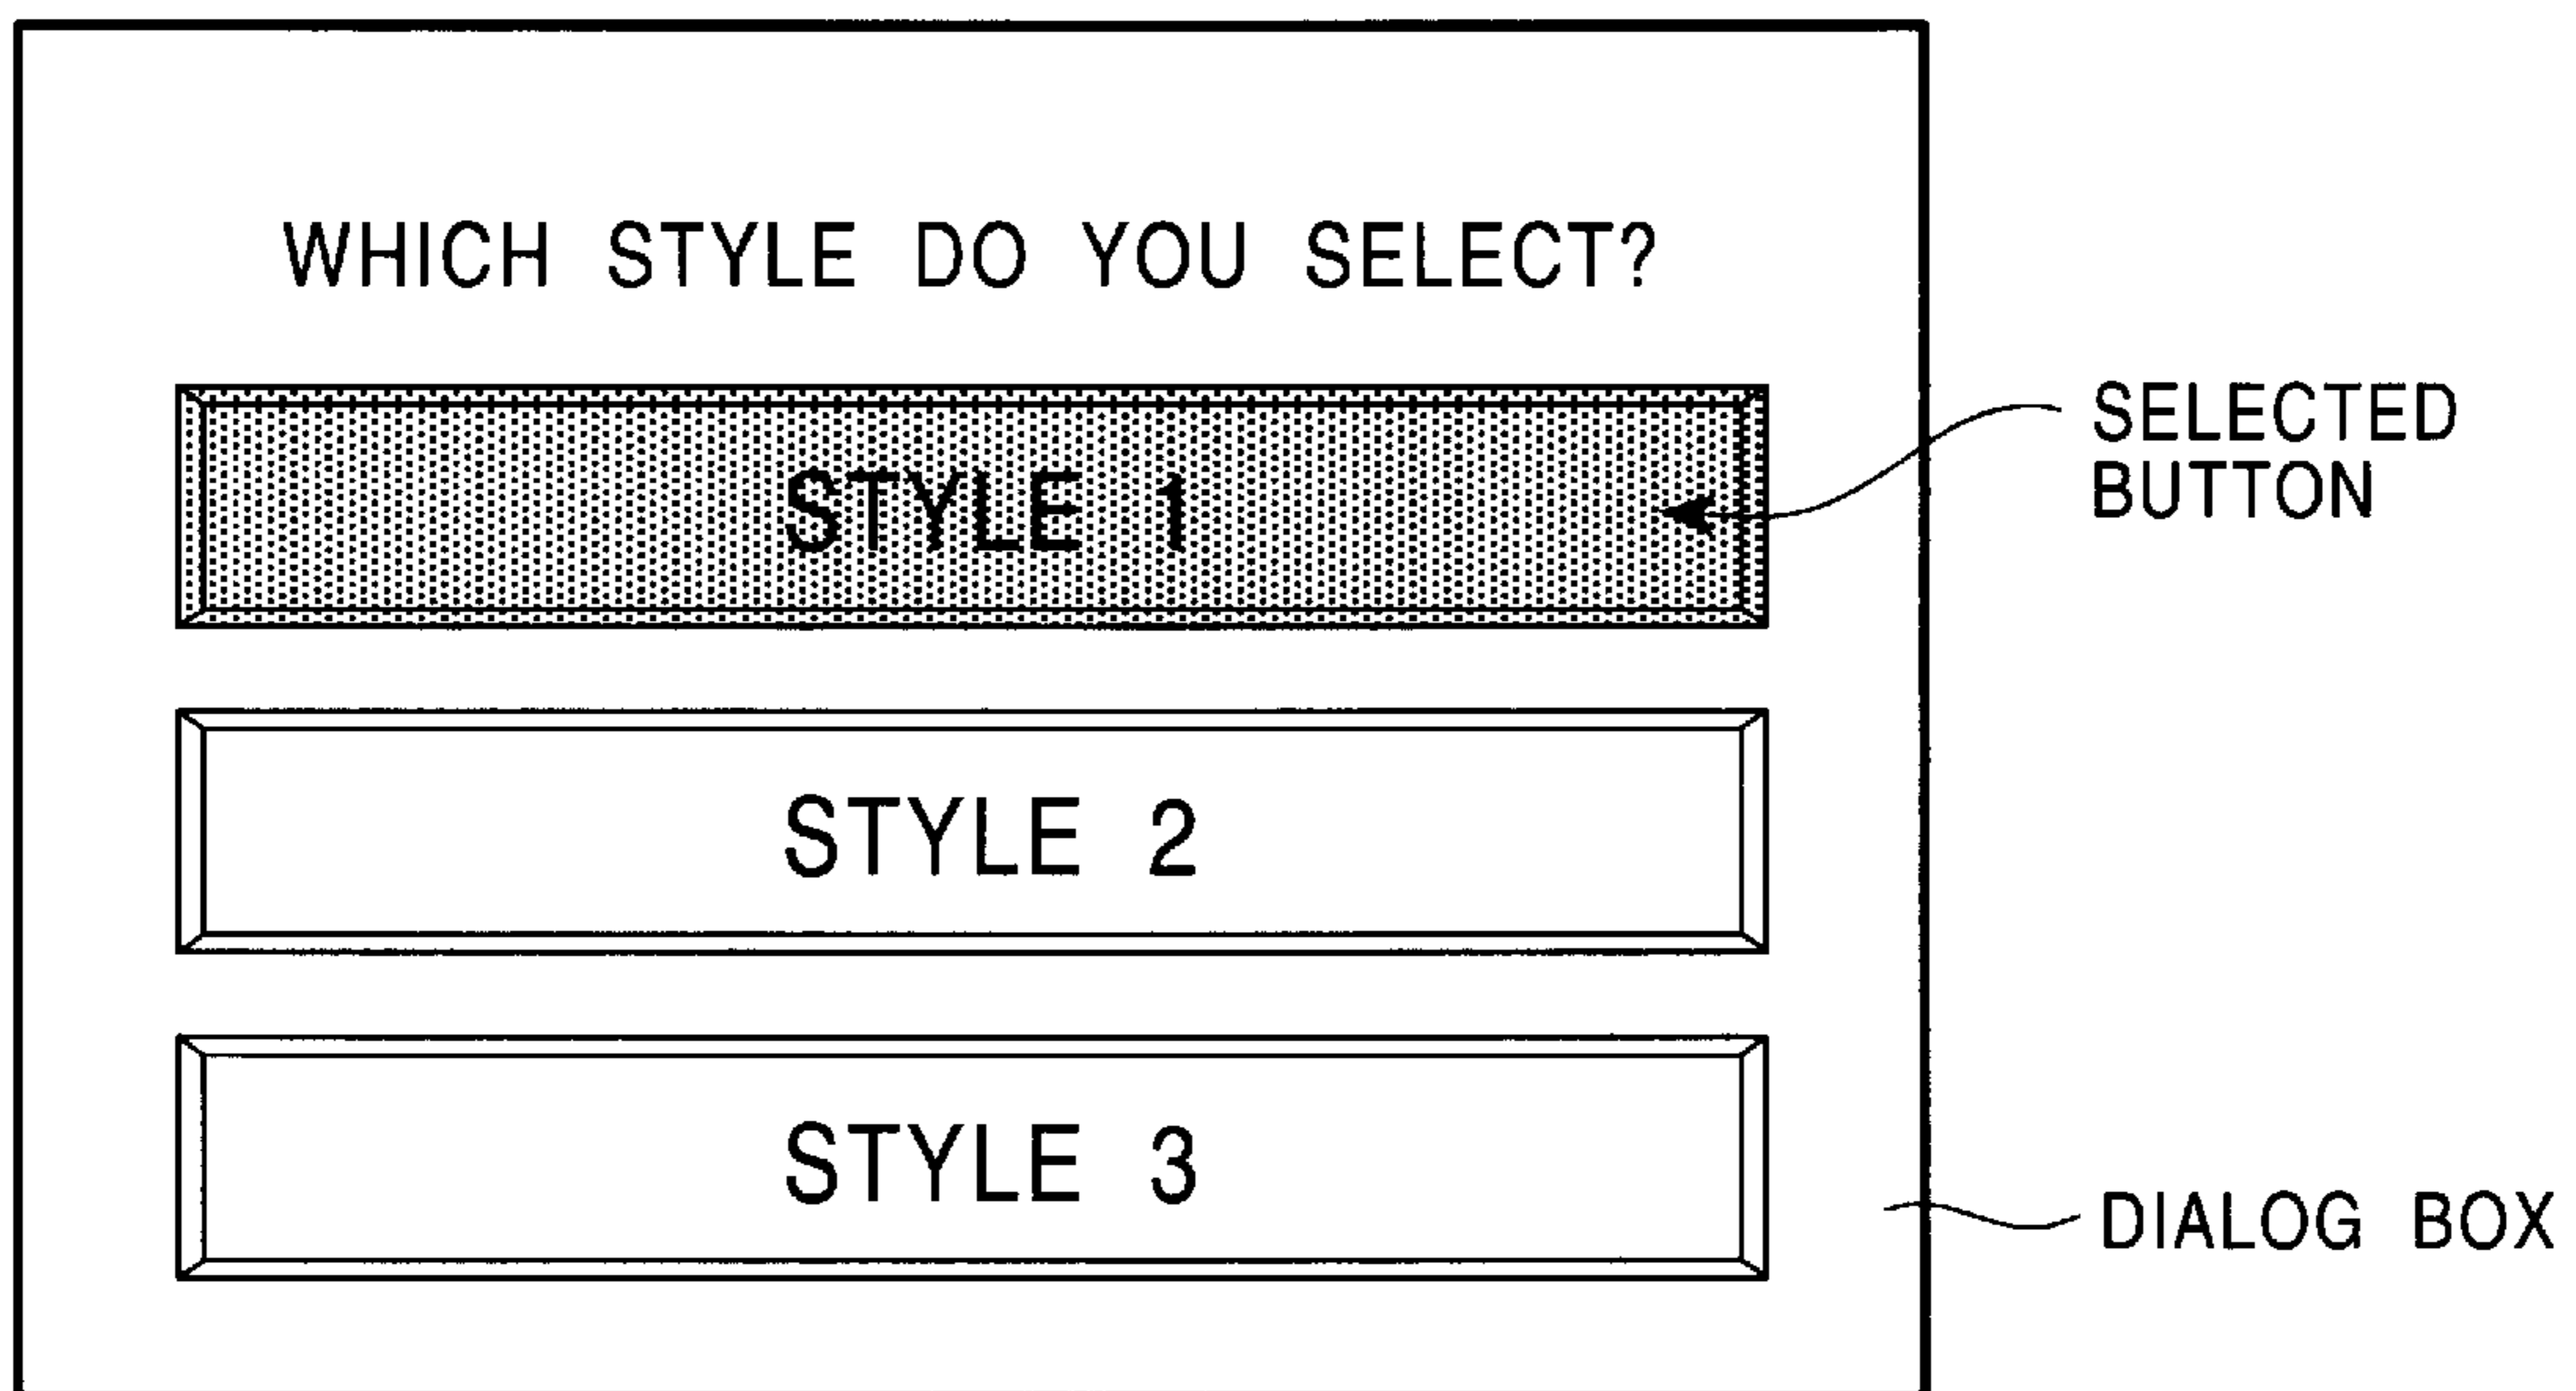 WHICH STYLE DO YOU SELECT?
STYLE 1
SELECTED
BUTTON
STYLE 2
STYLE 3
DIALOG BOX